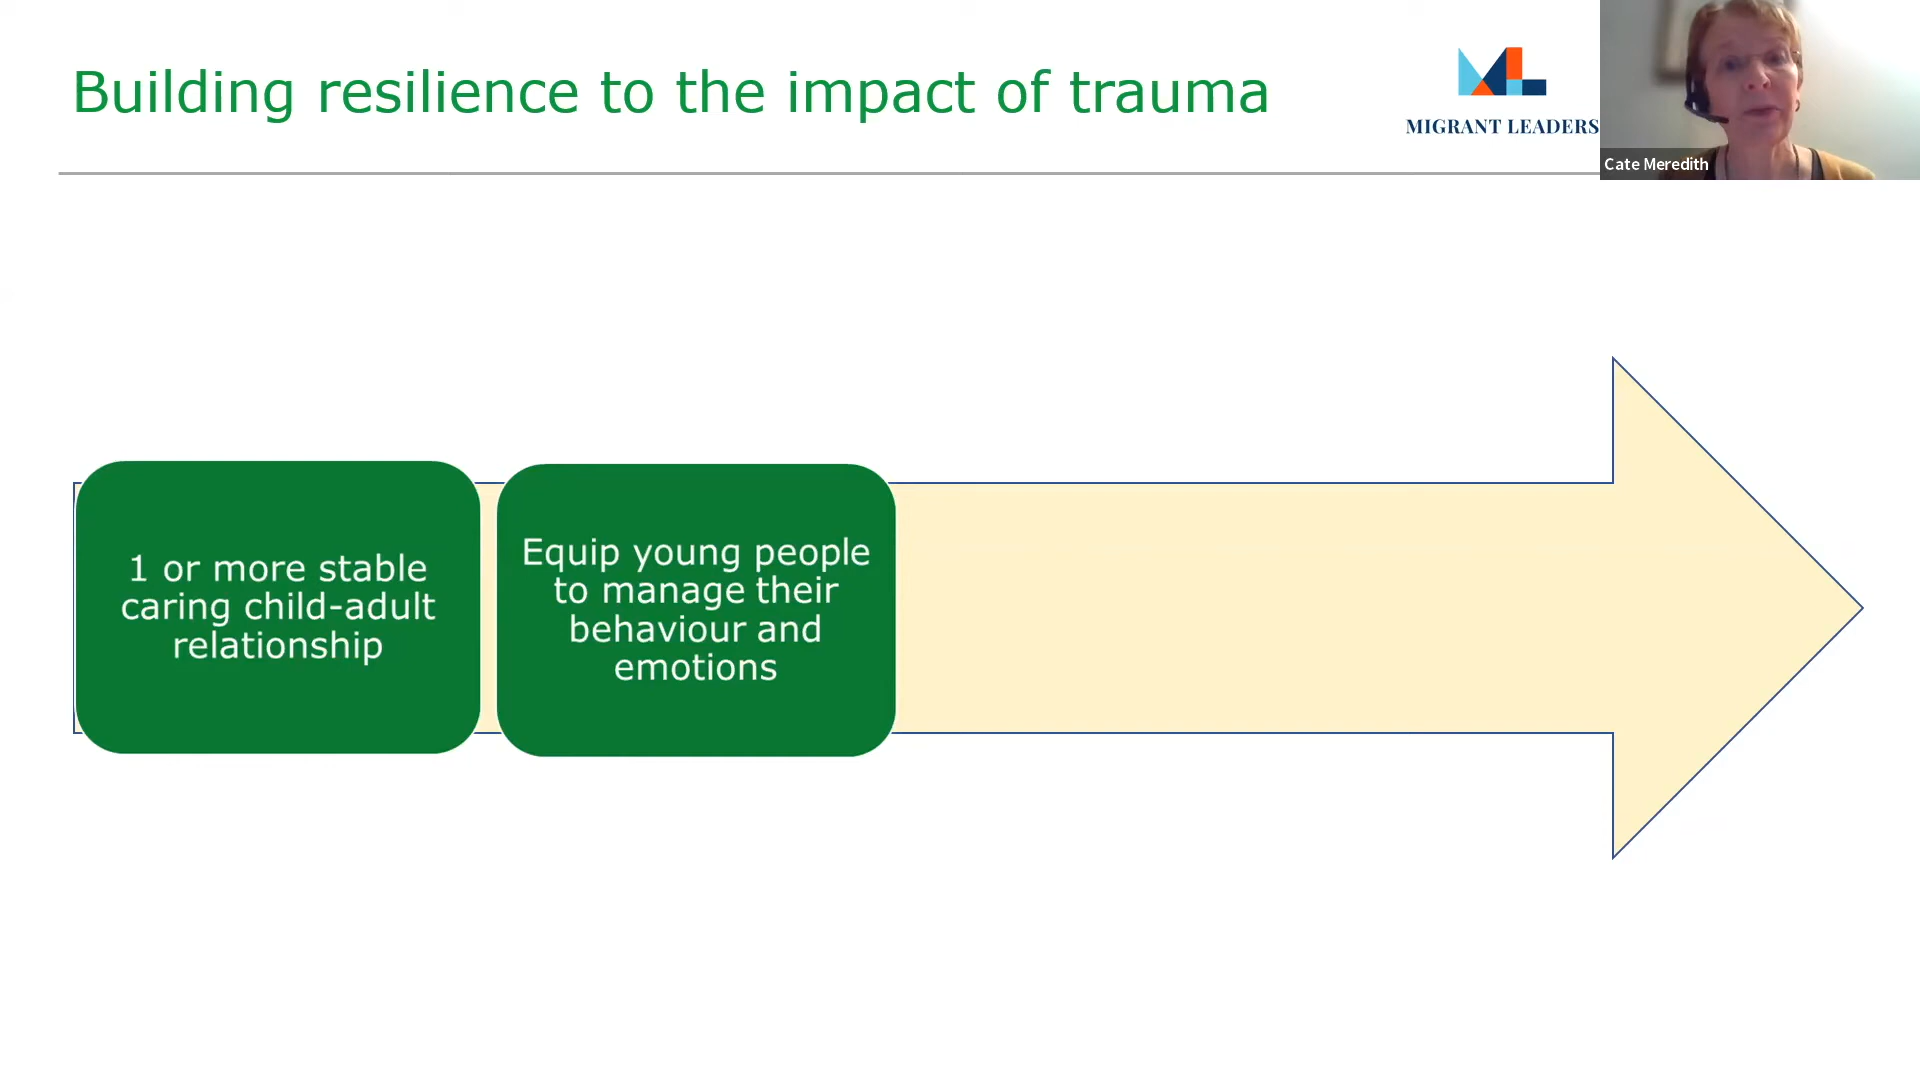 Building resilience to the impact of trauma
MIGRANT LEADERS
Cate Meredith
1 or more stable
caring child-adult
relationship
Equip young people
to manage their
behaviour and
emotions